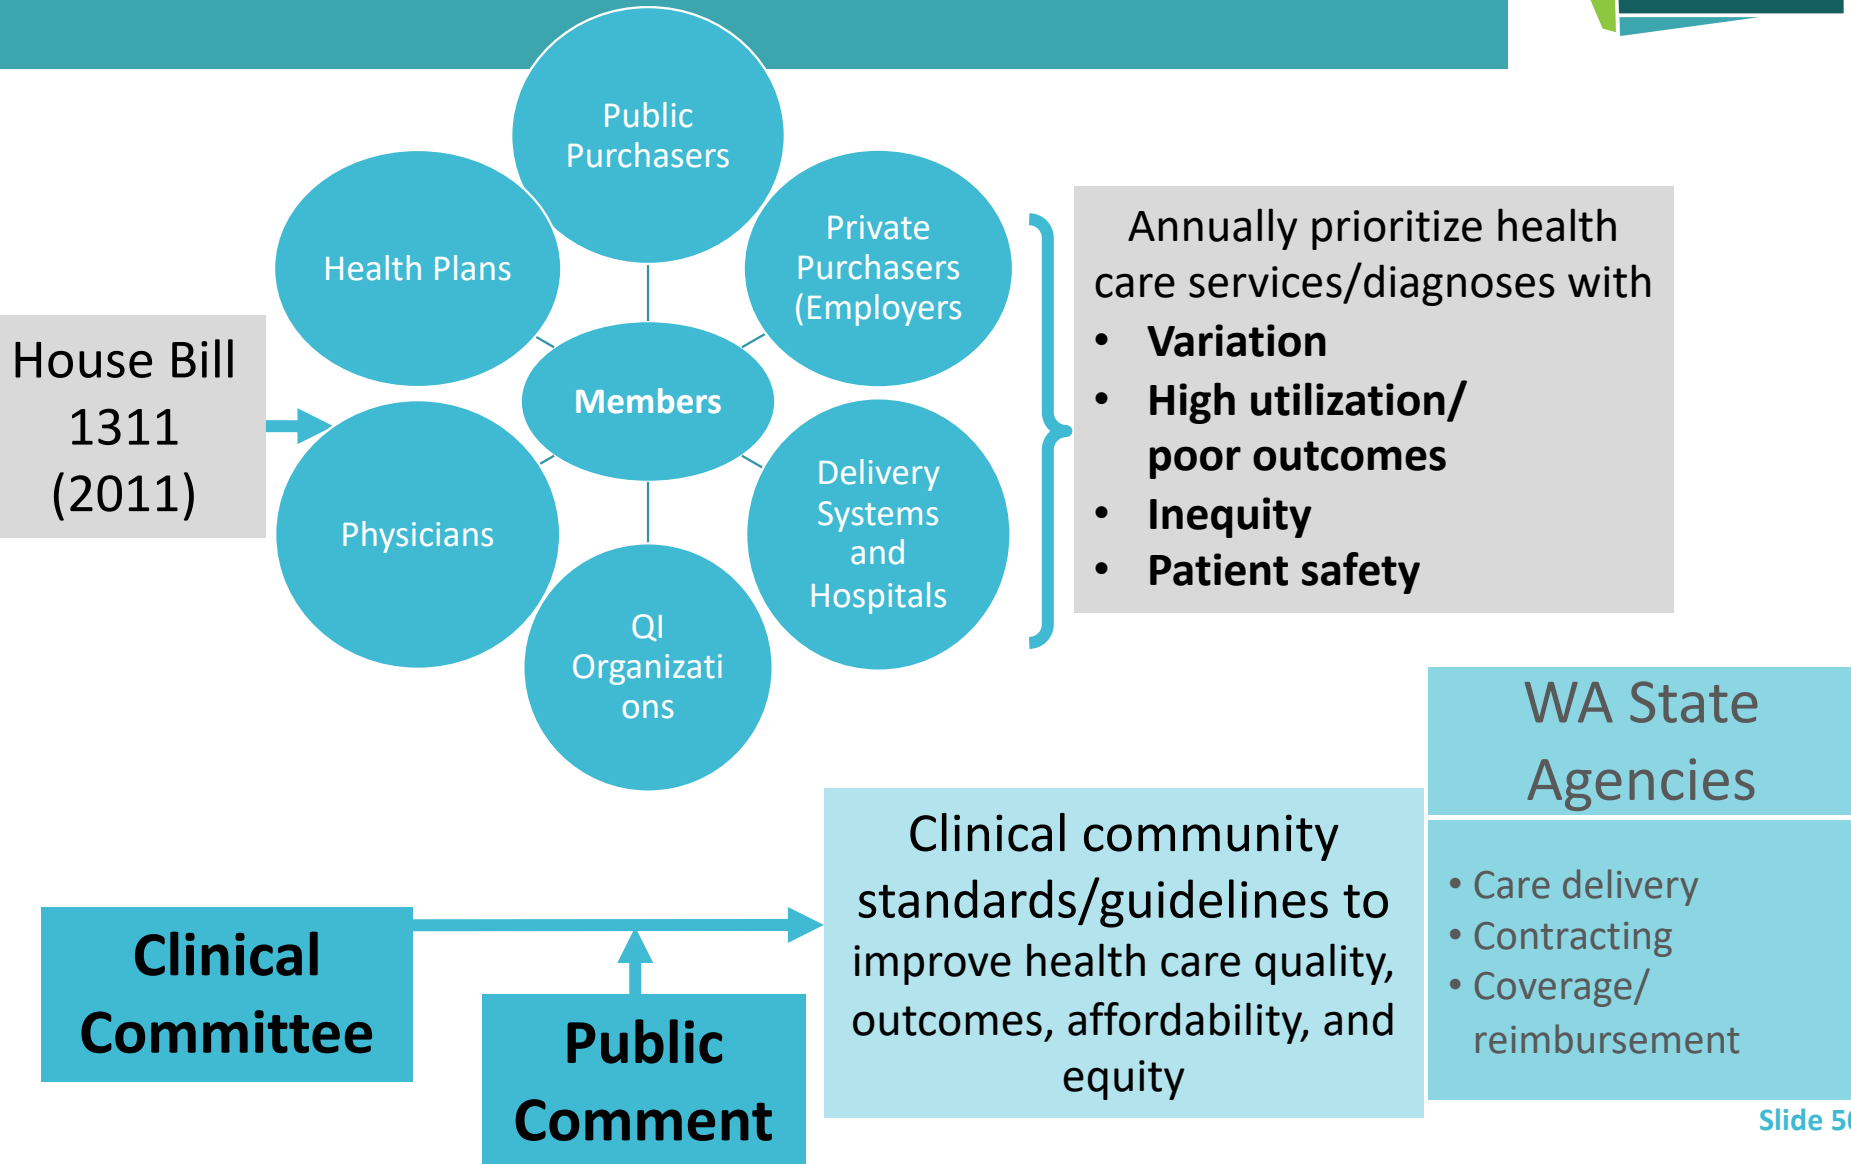 Public
Purchasers
Health Plans
Private
Purchasers
(Employers
Members
Physicians
Delivery
Systems
and
Hospitals
QI
Organizati
ons
House Bill
1311
(2011)
Annually prioritize health
care services/diagnoses with
• Variation
• High utilization/
poor outcomes
• Inequity
• Patient safety
Clinical
Committee
Public
Comment
Clinical community
standards/guidelines to
improve health care quality,
outcomes, affordability, and
equity
WA State
Agencies
• Care delivery
• Contracting
• Coverage/
reimbursement
Slide 5